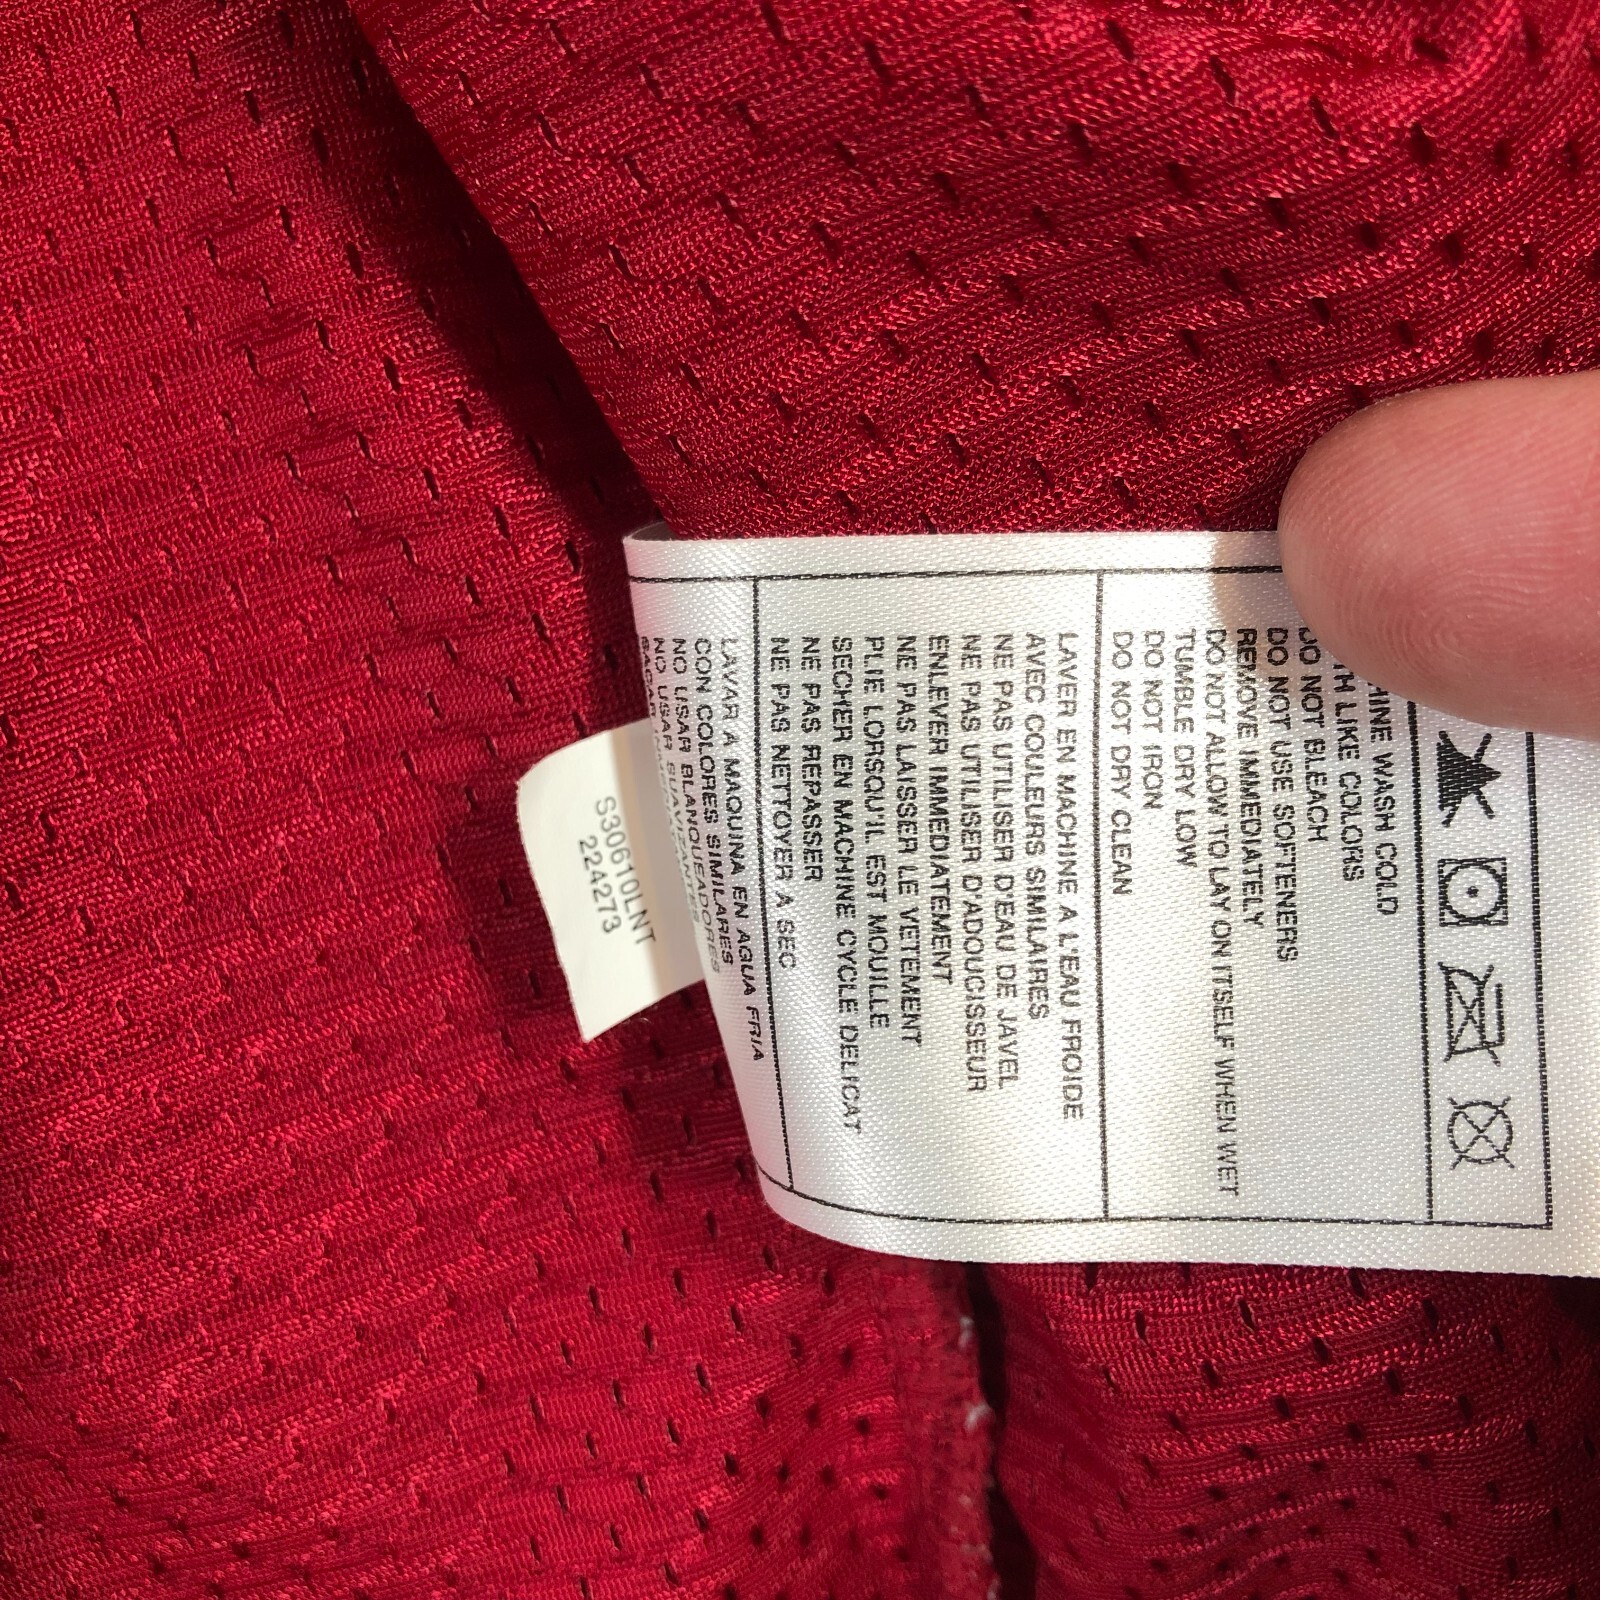 WASH COLD
LIKE COLORS
DO NOT BLEACH
DO NOT USE SOFTENERS
REMOVE IMMEDIATELY
DO NOT ALLOW TO LAY ON ITSELF WHEN WET
TUMBLE DRY LOW
DO NOT IRON
DO NOT DRY CLEAN
LAVER EN MACHINE A L'EAU FROIDE
AVEC COULEURS SIMILAIRES
NE PAS UTILISER D'EAU DE JAVEL
NE PAS UTILISER D'ADOUCISSEUR
ENLEVER IMMEDIATEMENT
NE PAS LAISSER LE VETEMENT
PLIE LORSQU'IL EST MOUILLE
SECHER EN MACHINE CYCLE DELICAT
NE PAS REPASSER
NE PAS NETTOYER A SEC
LAVAR A MAQUINA EN AGUA FRIA
CON COLORES SIMILARES
NO USAR BLANQUEADORES
NO USAR SUAVIZANTES
SACAR
S30610LNT
224273